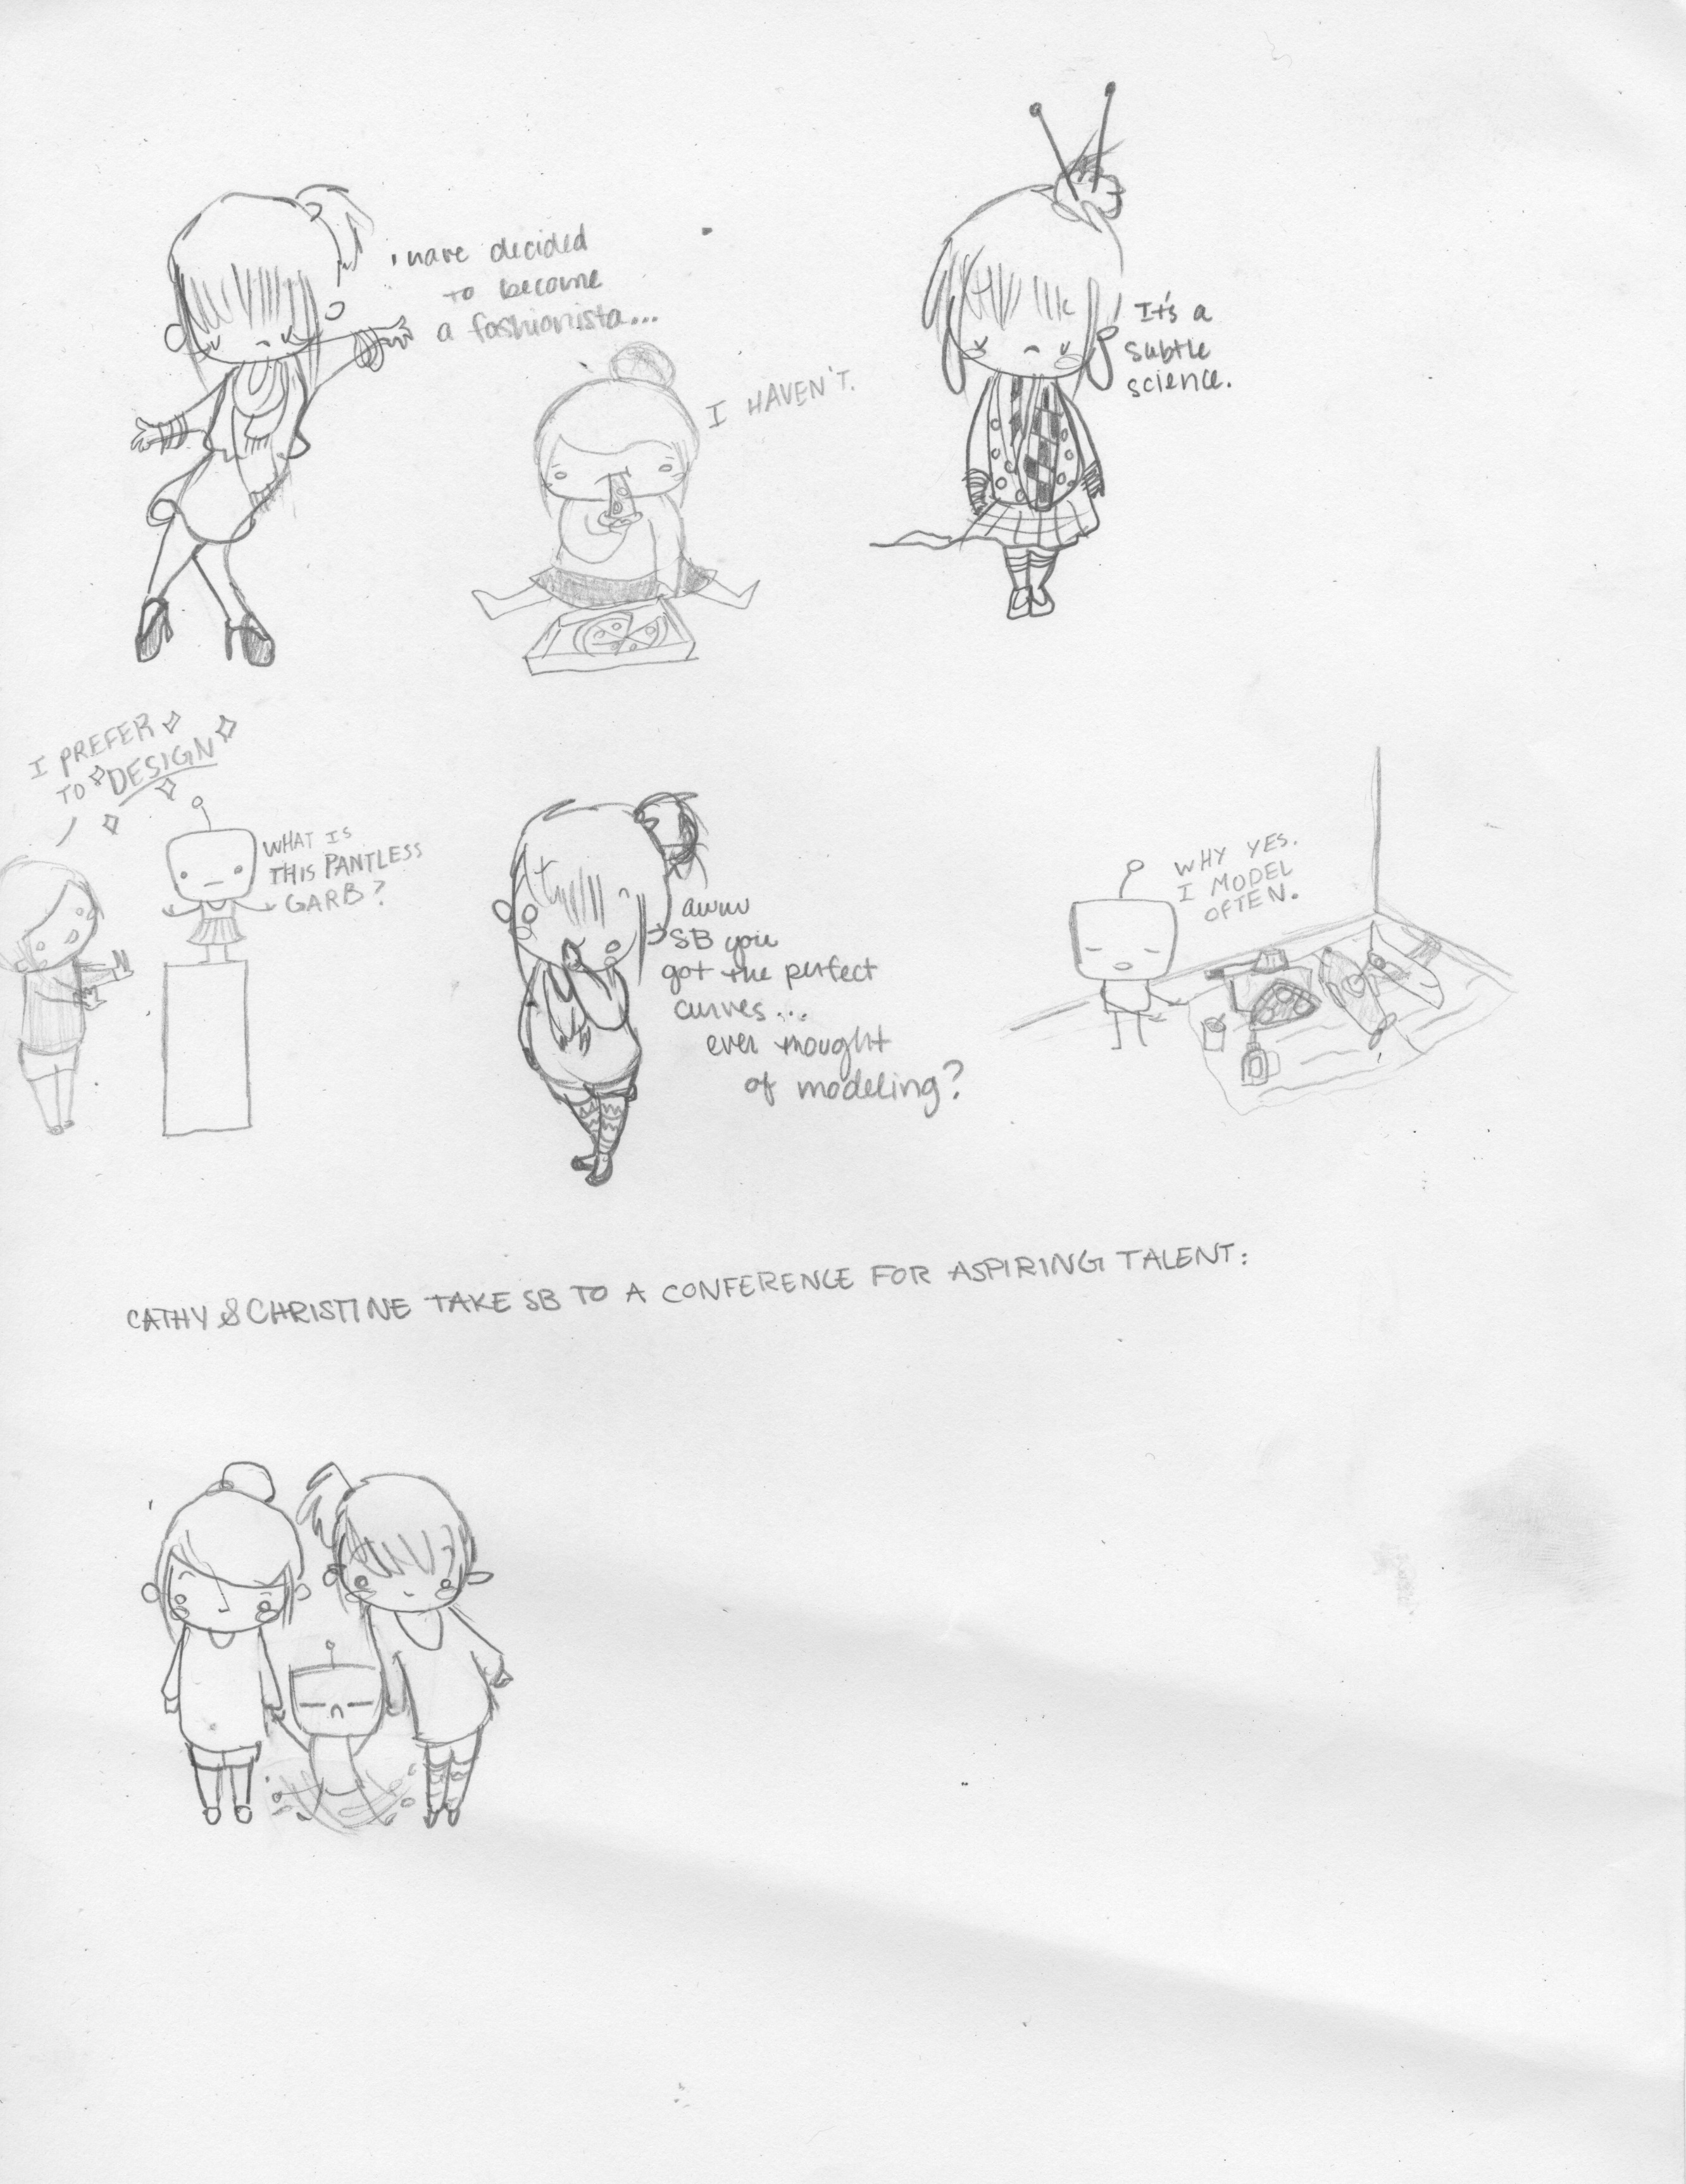 I have decided
to become
a fashionista...
I HAVEN'T.
It's a
subtle
science.
I PREFER
TO DESIGN
WHAT IS
THIS PANTLESS
GARB?
awww
SB you
got the perfect
curves...
ever thought
of modeling?
WHY YES.
I MODEL
OFTEN.
CATHY & CHRISTINE TAKE SB TO A CONFERENCE FOR ASPIRING TALENT: